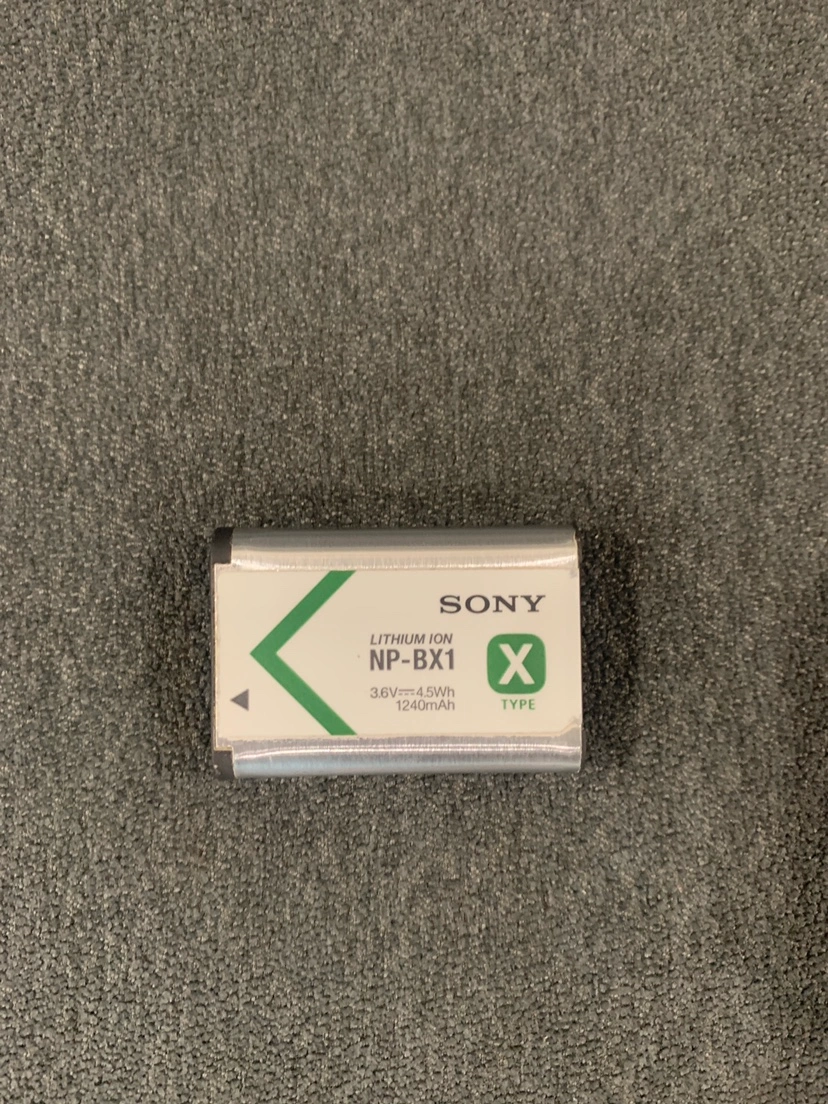 SONY
LITHIUM ION
NP-BX1
X
3.6V⎓4.5Wh
1240mAh
TYPE